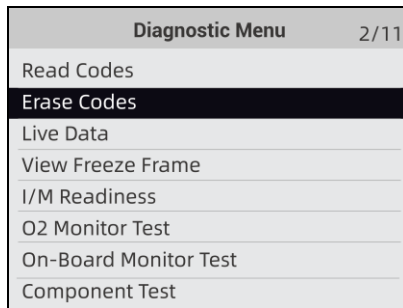 Diagnostic Menu 2/11
Read Codes
Erase Codes
Live Data
View Freeze Frame
I/M Readiness
O2 Monitor Test
On-Board Monitor Test
Component Test